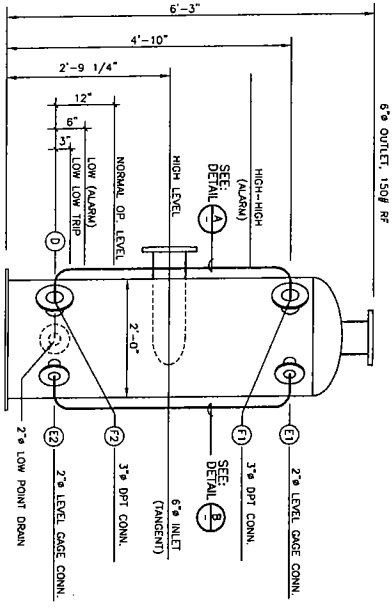 6'-3"
4'-10"
2'-9 1/4"
12"
6"
3"
6"ø OUTLET, 150# RF
HIGH-HIGH
(ALARM)
SEE:
DETAIL
A
-
HIGH LEVEL
NORMAL OP. LEVEL
LOW (ALARM)
LOW LOW TRIP
D
2'-0"
E1
2"ø LEVEL GAGE CONN.
F1
3"ø DPT CONN.
SEE:
DETAIL
B
-
6"ø INLET
(TANGENT)
F2
3"ø DPT CONN.
E2
2"ø LEVEL GAGE CONN.
2"ø LOW POINT DRAIN